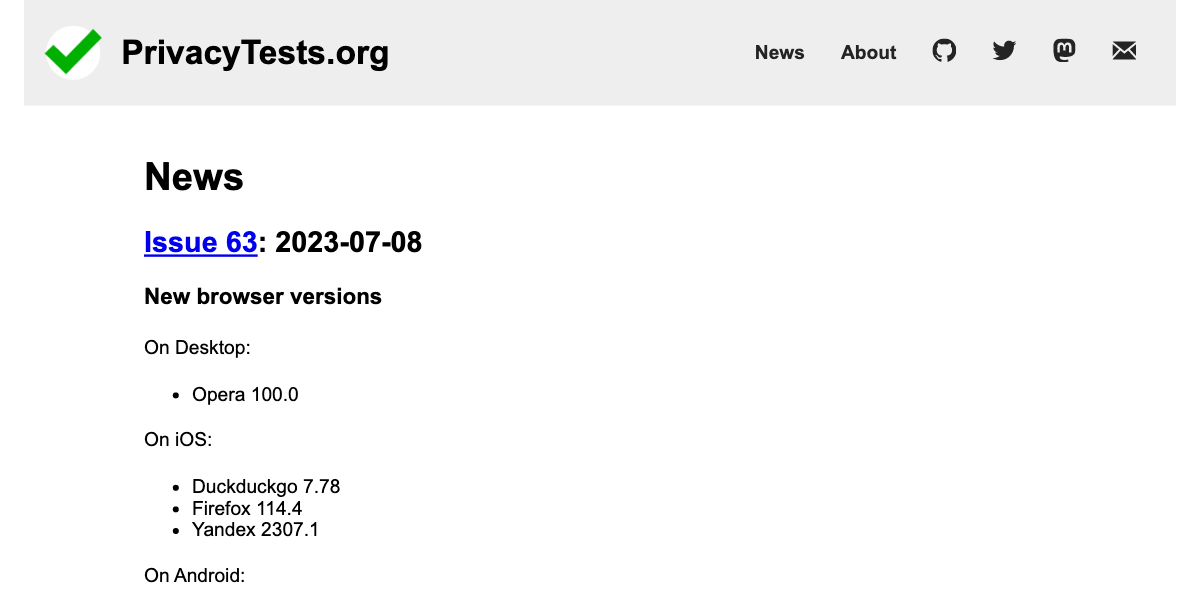 PrivacyTests.org
News
About
News
Issue 63: 2023-07-08
New browser versions
On Desktop:
• Opera 100.0
On iOS:
• Duckduckgo 7.78
• Firefox 114.4
• Yandex 2307.1
On Android: